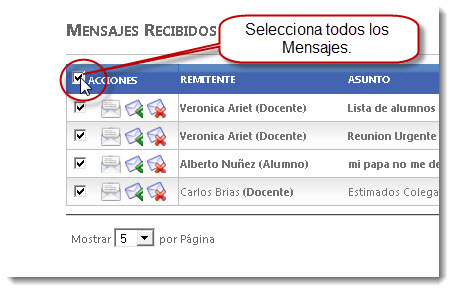 MENSAJES RECIBIDOS
Selecciona todos los
Mensajes.
ACCIONES REMITENTE ASUNTO
Veronica Ariet (Docente) Lista de alumnos
Veronica Ariet (Docente) Reunion Urgente
Alberto Nuñez (Alumno) mi papa no me de
Carlos Brias (Docente) Estimados Colega
Mostrar 5 por Página